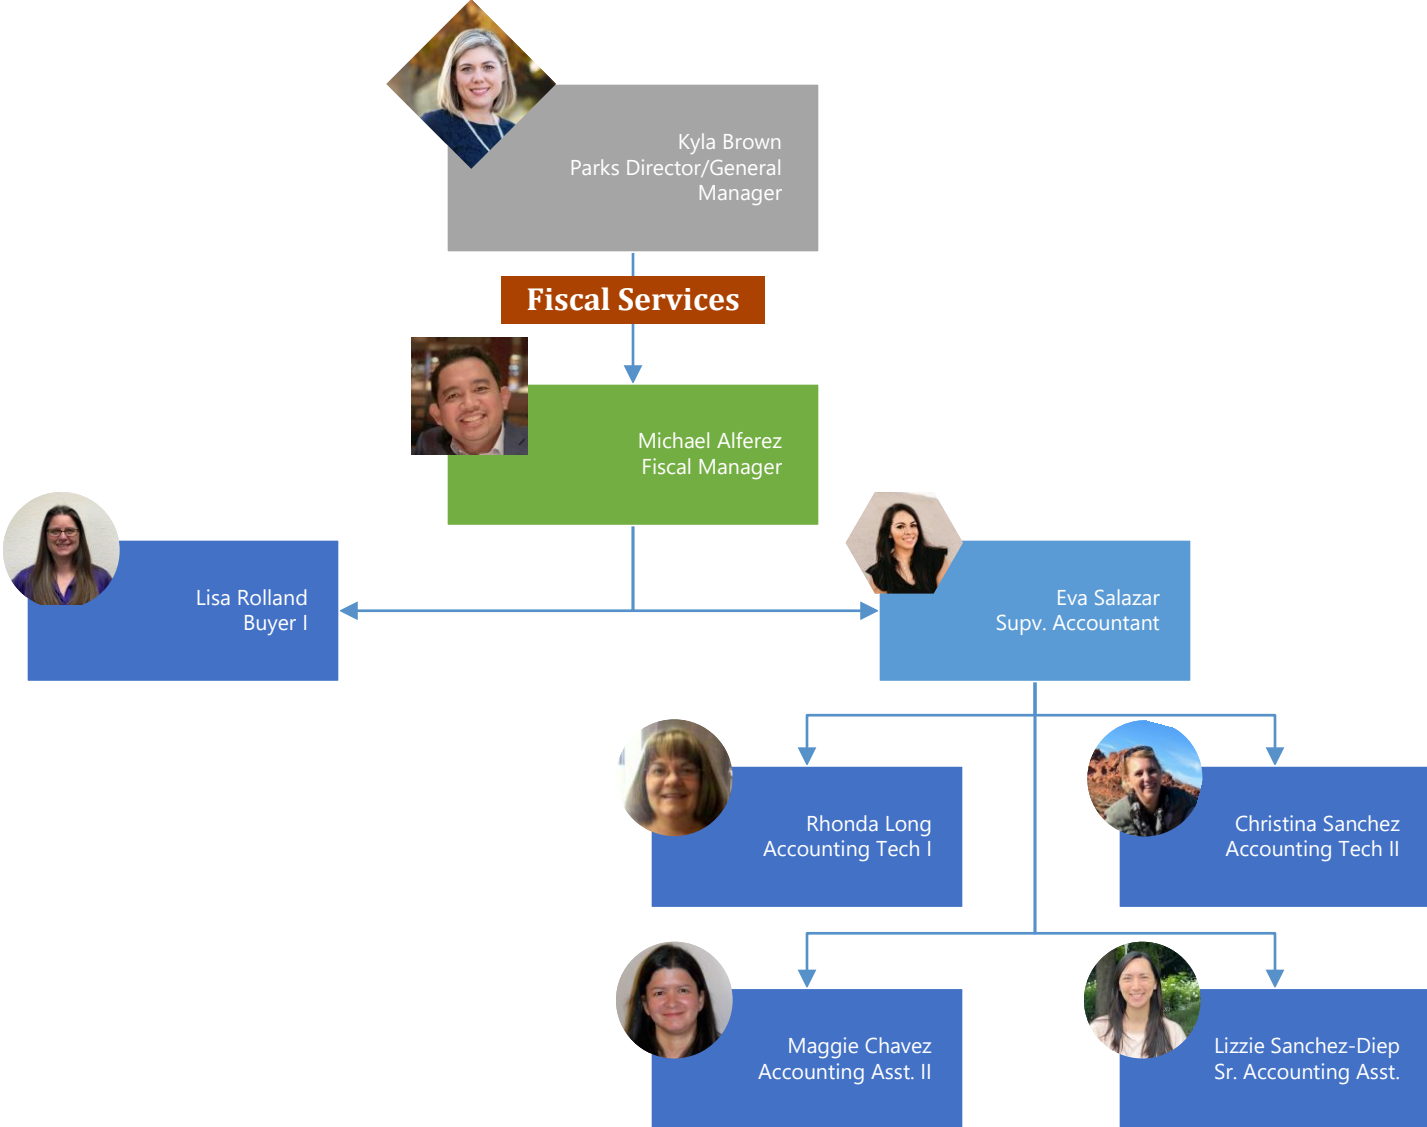 Kyla Brown
Parks Director/General
Manager
Fiscal Services
Michael Alferez
Fiscal Manager
Lisa Rolland
Buyer I
Eva Salazar
Supv. Accountant
Rhonda Long
Accounting Tech I
Christina Sanchez
Accounting Tech II
Maggie Chavez
Accounting Asst. II
Lizzie Sanchez-Diep
Sr. Accounting Asst.